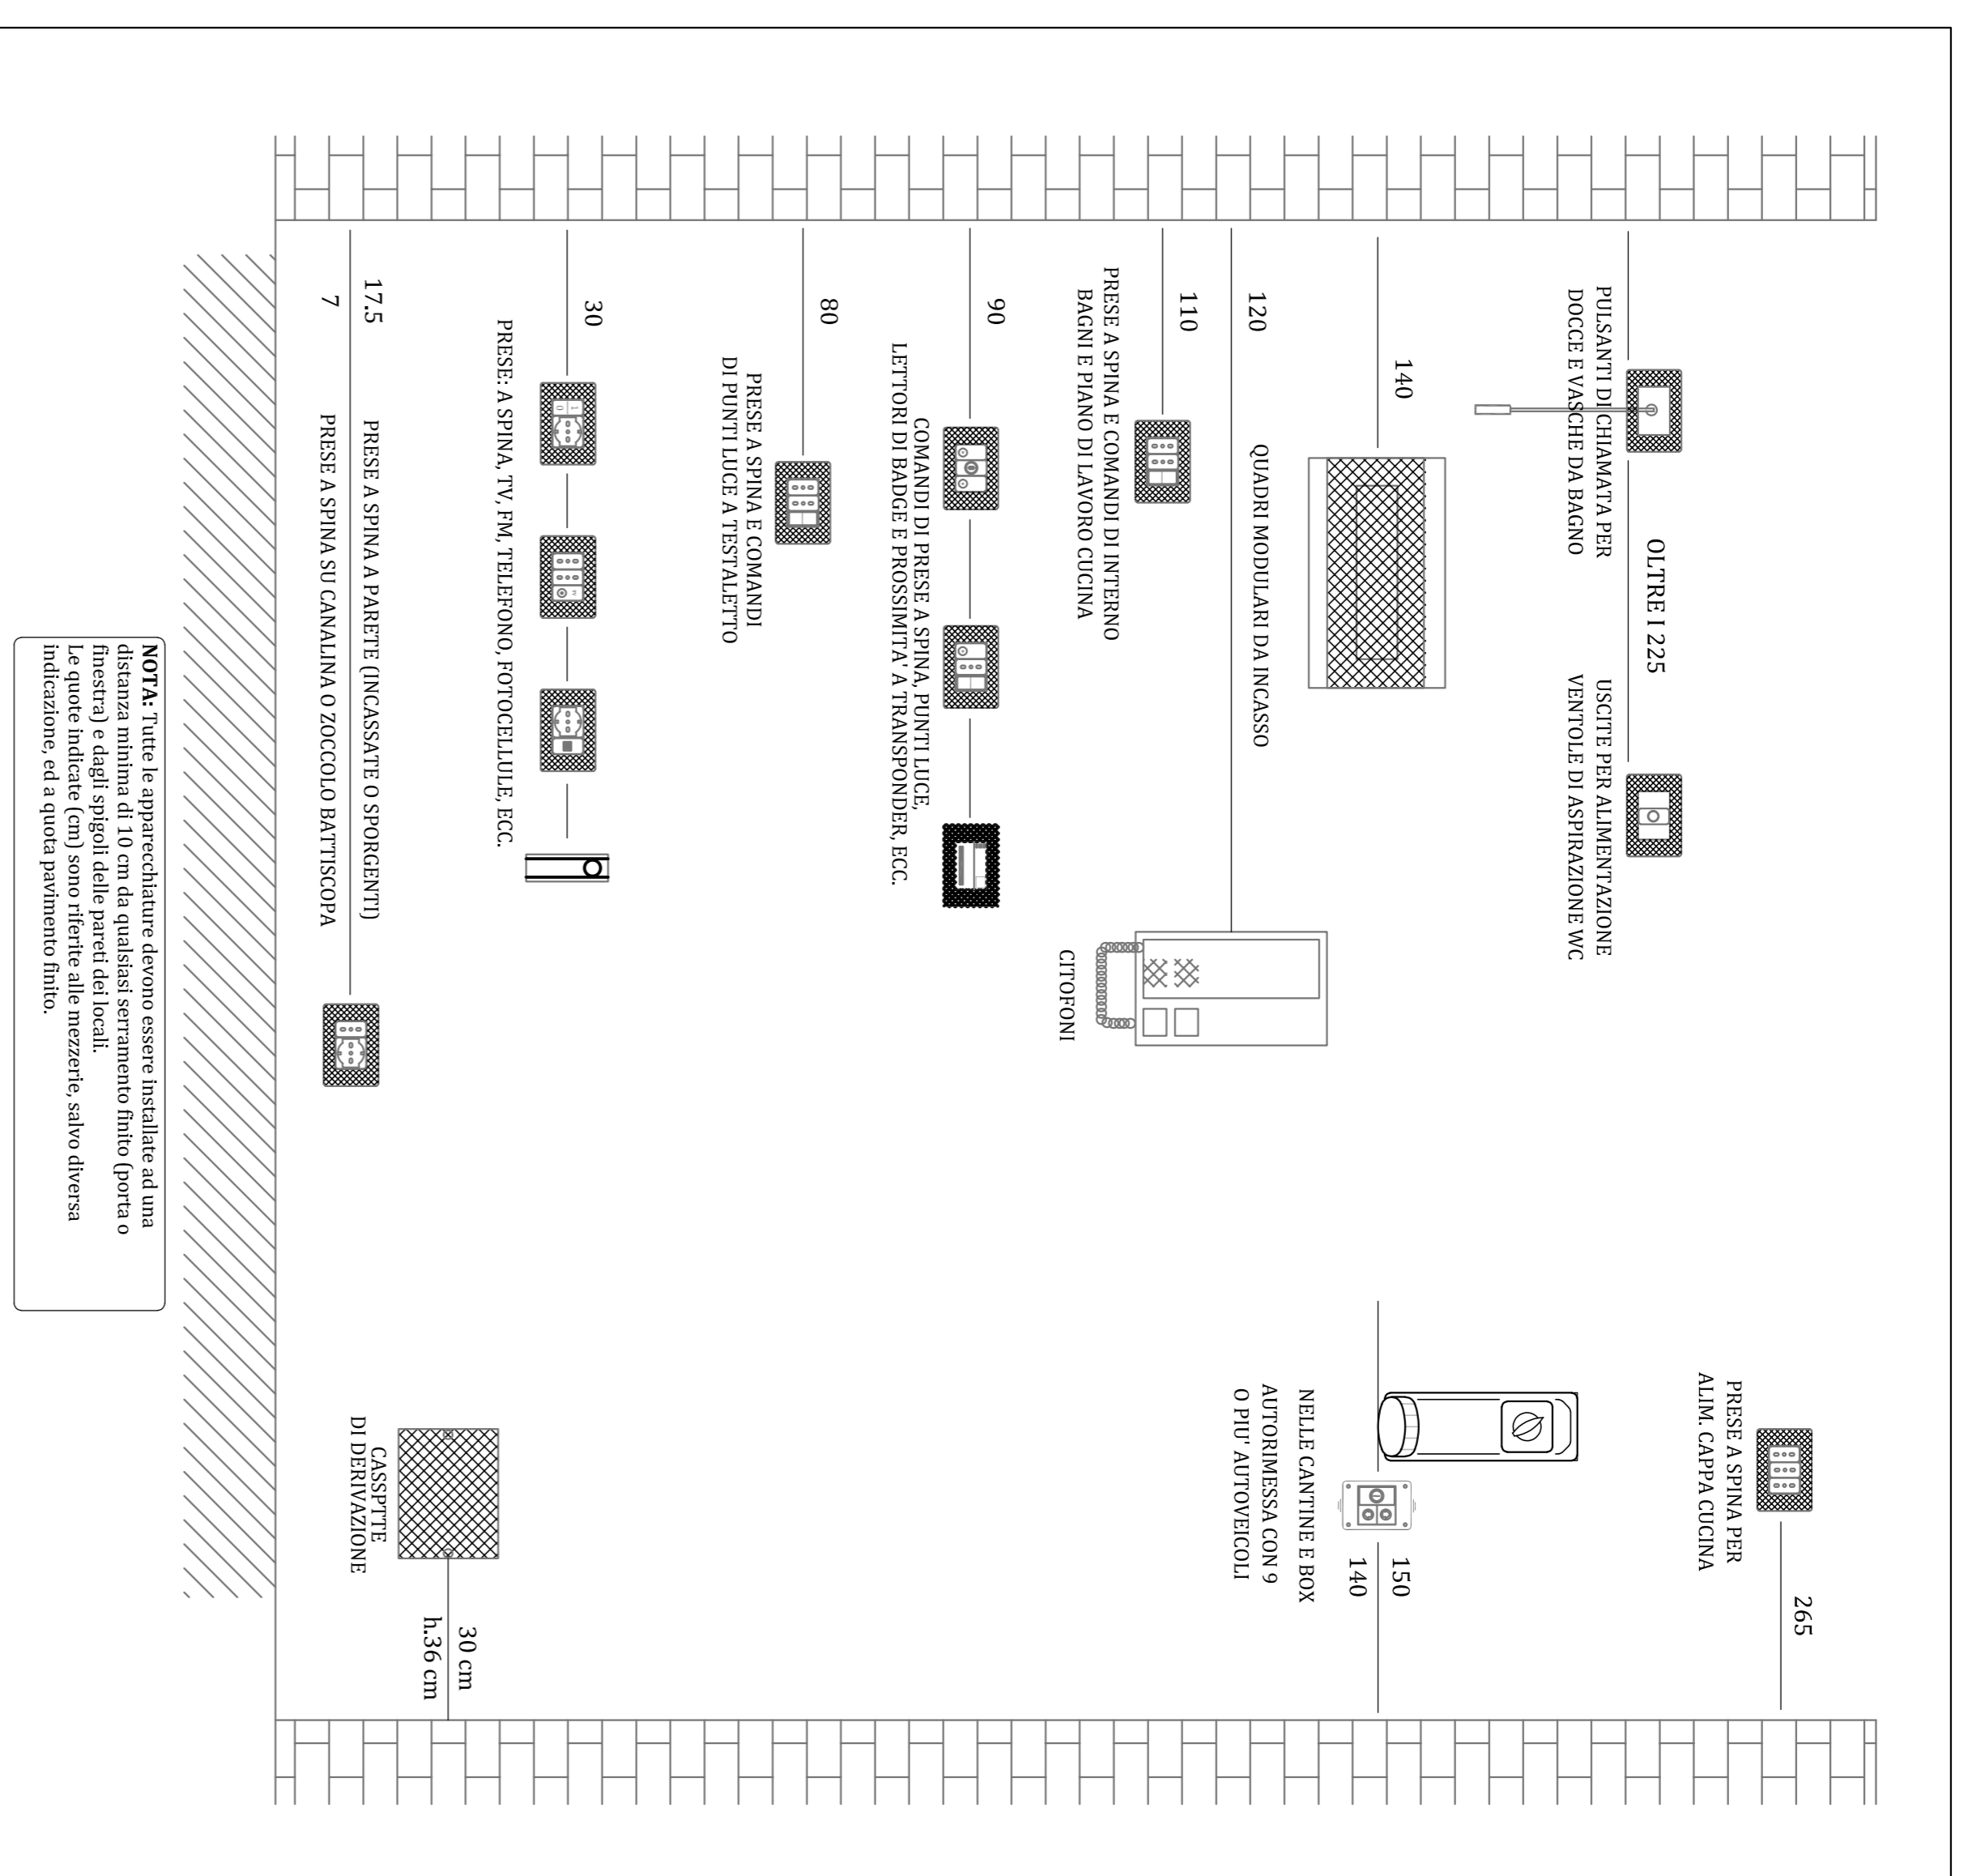 PRESE A SPINA PER
ALIM. CAPPA CUCINA
265
OLTRE I 225
PULSANTI DI CHIAMATA PER
DOCCE E VASCHE DA BAGNO
USCITE PER ALIMENTAZIONE
VENTOLE DI ASPIRAZIONE WC
140
QUADRI MODULARI DA INCASSO
150
140
NELLE CANTINE E BOX
AUTORIMESSA CON 9
O PIU' AUTOVEICOLI
120
CITOFONI
110
PRESE A SPINA E COMANDI DI INTERNO
BAGNI E PIANO DI LAVORO CUCINA
90
COMANDI DI PRESE A SPINA, PUNTI LUCE,
LETTORI DI BADGE E PROSSIMITA' A TRANSPONDER, ECC.
80
PRESE A SPINA E COMANDI
DI PUNTI LUCE A TESTALETTO
30
1
0
PRESE: A SPINA, TV, FM, TELEFONO, FOTOCELLULE, ECC.
30 cm
h.36 cm
CASSPTTE
DI DERIVAZIONE
17.5
PRESE A SPINA A PARETE (INCASSATE O SPORGENTI)
7
PRESE A SPINA SU CANALINA O ZOCCOLO BATTISCOPA
NOTA: Tutte le apparecchiature devono essere installate ad una
distanza minima di 10 cm da qualsiasi serramento finito (porta o
finestra) e dagli spigoli delle pareti dei locali.
Le quote indicate (cm) sono riferite alle mezzerie, salvo diversa
indicazione, ed a quota pavimento finito.